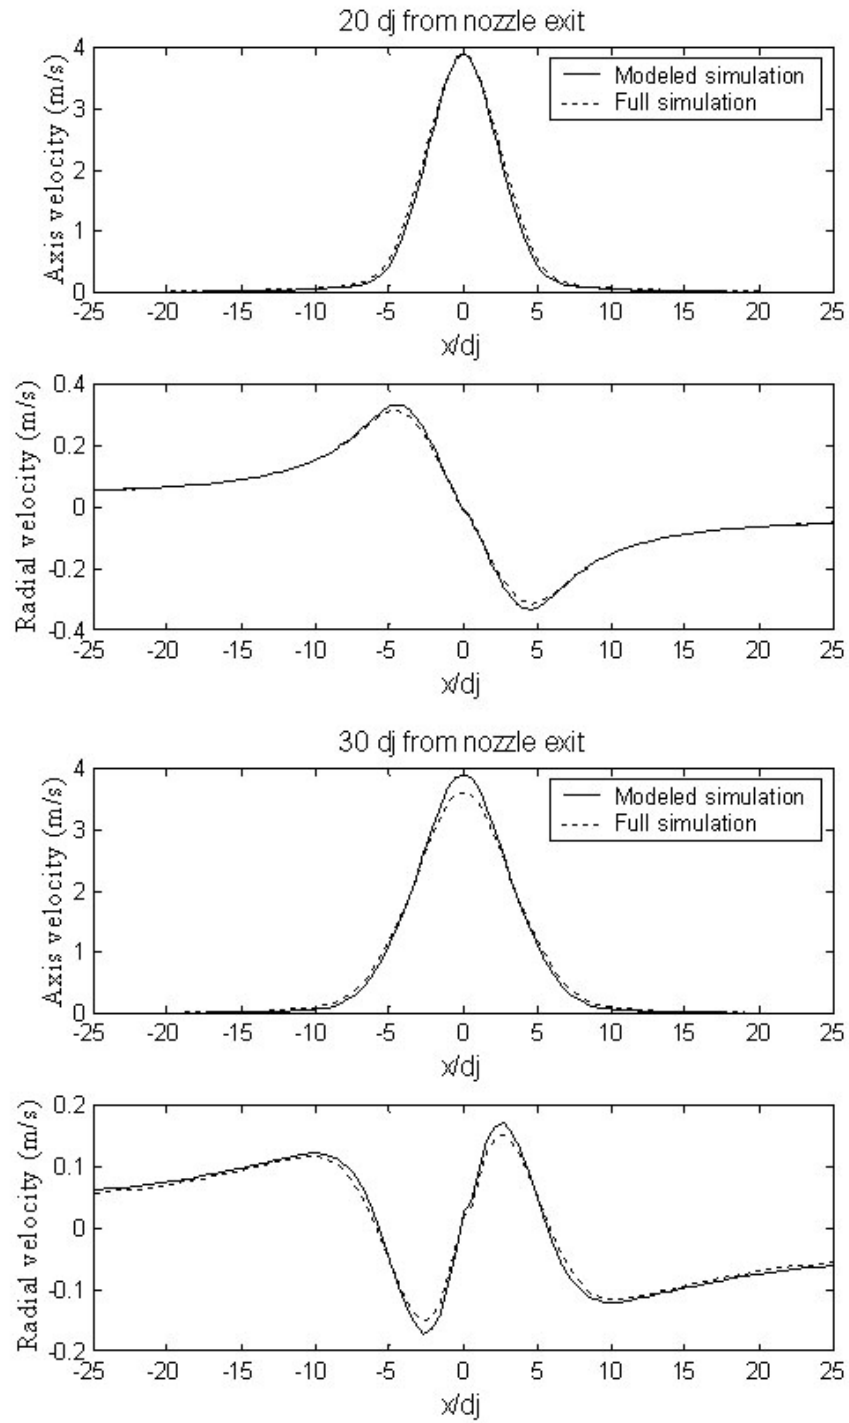 20 dj from nozzle exit
Axis velocity (m/s)
4
3
2
1
0
Modeled simulation
Full simulation
-25 -20 -15 -10 -5 0 5 10 15 20 25
x/dj
Radial velocity (m/s)
0.4
0.2
0
-0.2
-0.4
-25 -20 -15 -10 -5 0 5 10 15 20 25
x/dj
30 dj from nozzle exit
Axis velocity (m/s)
4
3
2
1
0
Modeled simulation
Full simulation
-25 -20 -15 -10 -5 0 5 10 15 20 25
x/dj
Radial velocity (m/s)
0.2
0.1
0
-0.1
-0.2
-25 -20 -15 -10 -5 0 5 10 15 20 25
x/dj